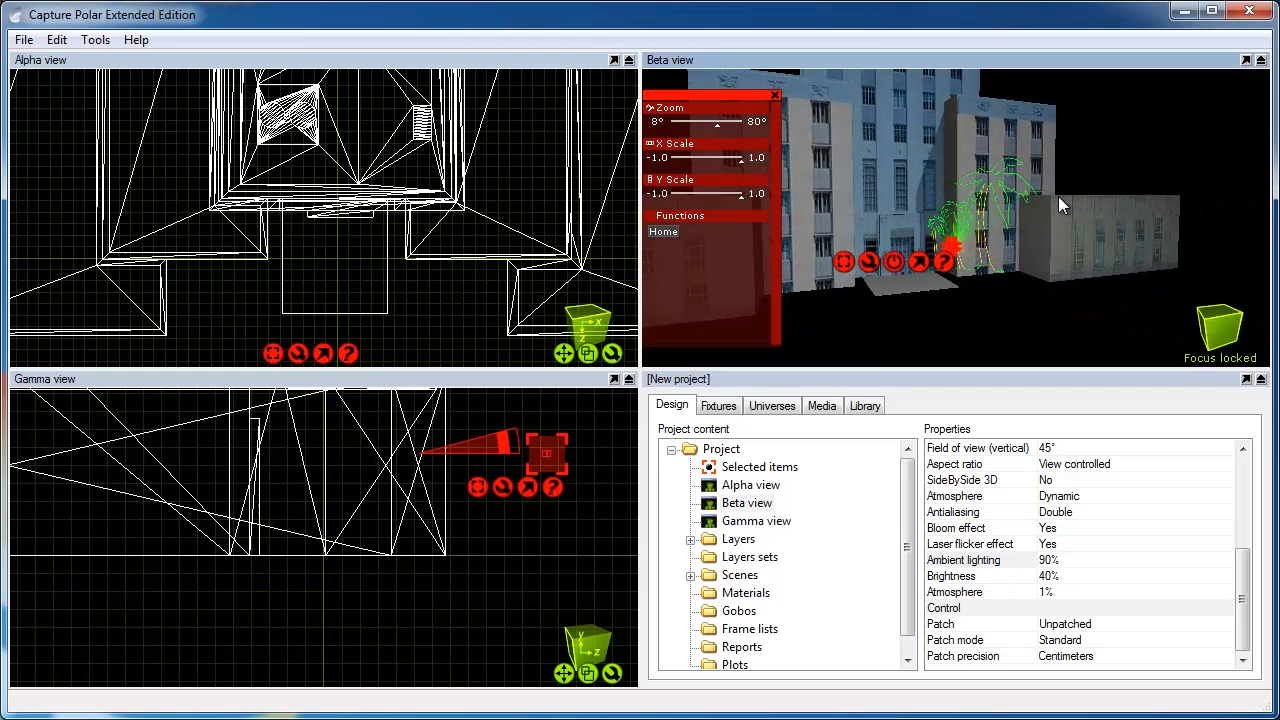 Capture Polar Extended Edition
File Edit Tools Help
Alpha view
Beta view
Zoom
8° 80°
X Scale
-1.0 1.0
Y Scale
-1.0 1.0
Functions
Home
X
Z
Focus locked
Gamma view
Y
Z
[New project]
Design Fixtures Universes Media Library
Project content
Project
Selected items
Alpha view
Beta view
Gamma view
Layers
Layers sets
Scenes
Materials
Gobos
Frame lists
Reports
Plots
Properties
Field of view (vertical) 45°
Aspect ratio View controlled
SideBySide 3D No
Atmosphere Dynamic
Antialiasing Double
Bloom effect Yes
Laser flicker effect Yes
Ambient lighting 90%
Brightness 40%
Atmosphere 1%
Control
Patch Unpatched
Patch mode Standard
Patch precision Centimeters